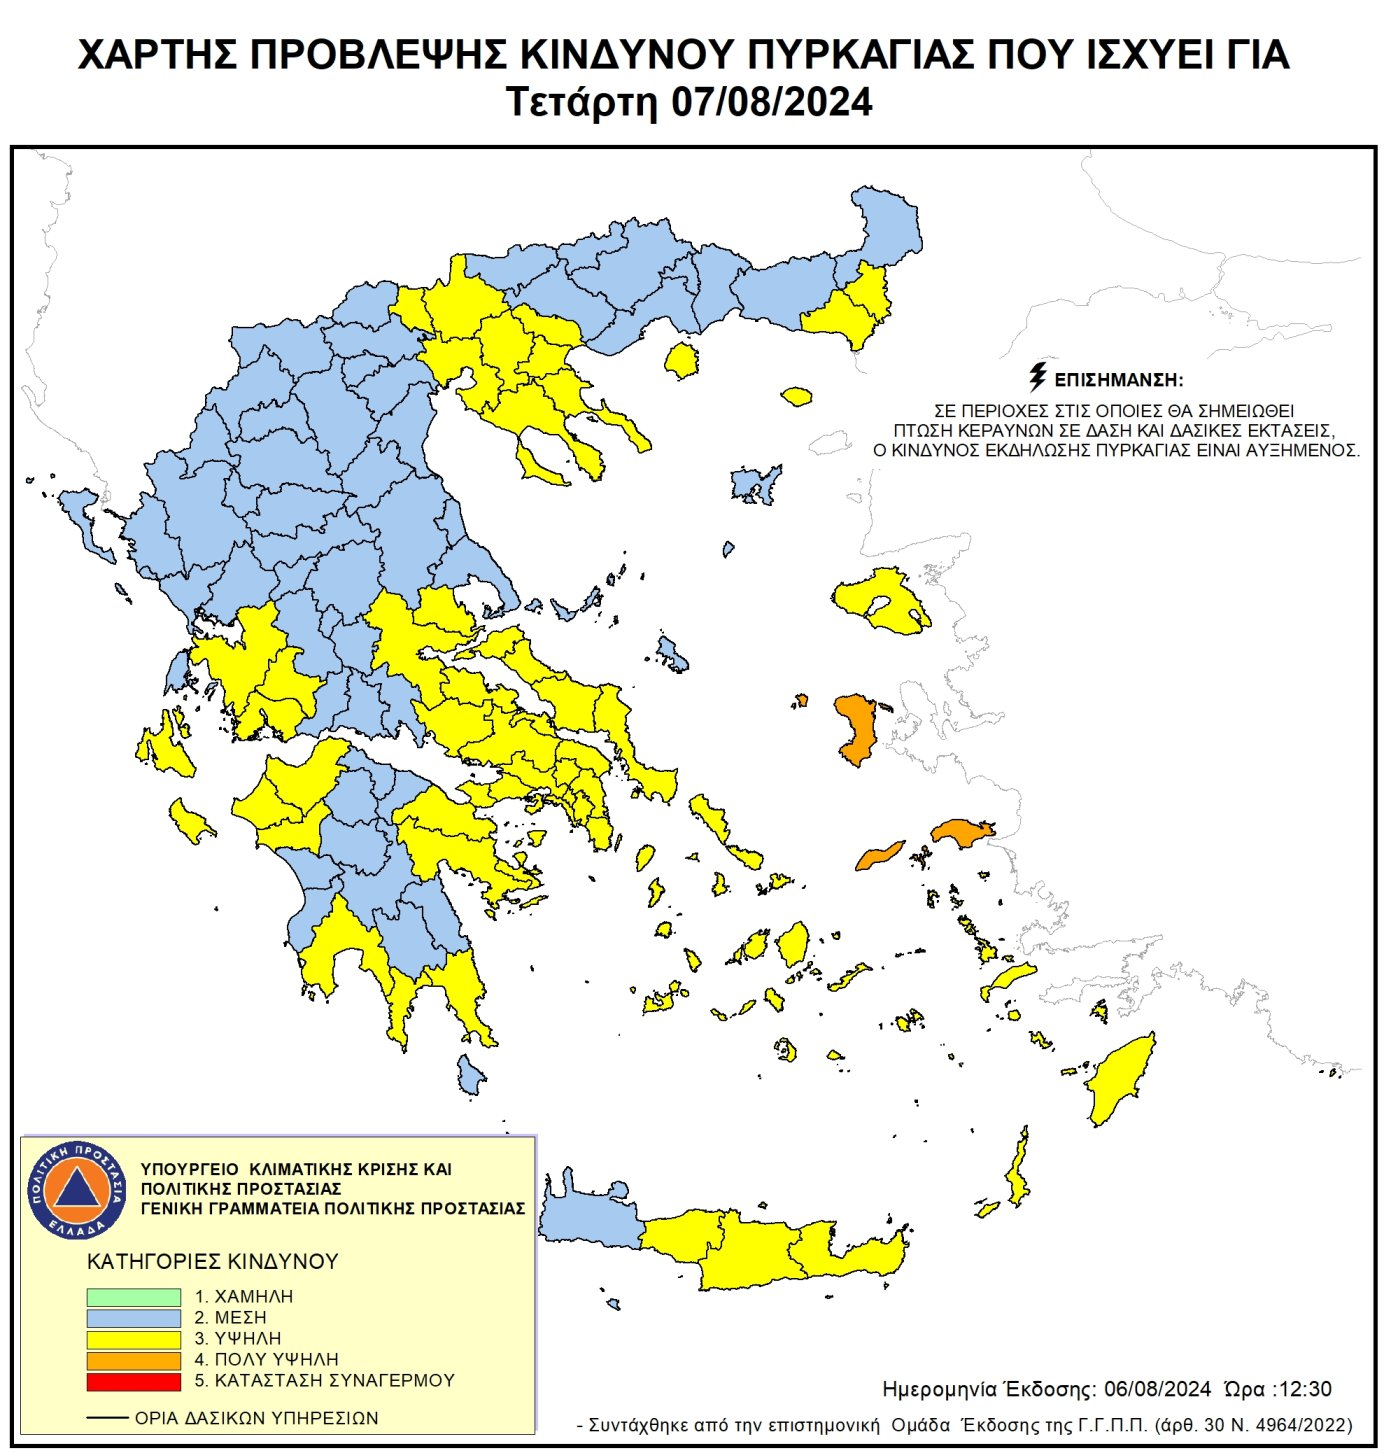 ΧΑΡΤΗΣ ΠΡΟΒΛΕΨΗΣ ΚΙΝΔΥΝΟΥ ΠΥΡΚΑΓΙΑΣ ΠΟΥ ΙΣΧΥΕΙ ΓΙΑ
Τετάρτη 07/08/2024
ΕΠΙΣΗΜΑΝΣΗ:
ΣΕ ΠΕΡΙΟΧΕΣ ΣΤΙΣ ΟΠΟΙΕΣ ΘΑ ΣΗΜΕΙΩΘΕΙ
ΠΤΩΣΗ ΚΕΡΑΥΝΩΝ ΣΕ ΔΑΣΗ ΚΑΙ ΔΑΣΙΚΕΣ ΕΚΤΑΣΕΙΣ,
Ο ΚΙΝΔΥΝΟΣ ΕΚΔΗΛΩΣΗΣ ΠΥΡΚΑΓΙΑΣ ΕΙΝΑΙ ΑΥΞΗΜΕΝΟΣ.
ΠΟΛΙΤΙΚΗ ΠΡΟΣΤΑΣΙΑ
ΕΛΛΑΔΑ
ΥΠΟΥΡΓΕΙΟ ΚΛΙΜΑΤΙΚΗΣ ΚΡΙΣΗΣ ΚΑΙ
ΠΟΛΙΤΙΚΗΣ ΠΡΟΣΤΑΣΙΑΣ
ΓΕΝΙΚΗ ΓΡΑΜΜΑΤΕΙΑ ΠΟΛΙΤΙΚΗΣ ΠΡΟΣΤΑΣΙΑΣ
ΚΑΤΗΓΟΡΙΕΣ ΚΙΝΔΥΝΟΥ
1. ΧΑΜΗΛΗ
2. ΜΕΣΗ
3. ΥΨΗΛΗ
4. ΠΟΛΥ ΥΨΗΛΗ
5. ΚΑΤΑΣΤΑΣΗ ΣΥΝΑΓΕΡΜΟΥ
ΟΡΙΑ ΔΑΣΙΚΩΝ ΥΠΗΡΕΣΙΩΝ
Ημερομηνία Έκδοσης: 06/08/2024 Ώρα :12:30
- Συντάχθηκε από την επιστημονική Ομάδα Έκδοσης της Γ.Γ.Π.Π. (άρθ. 30 Ν. 4964/2022)